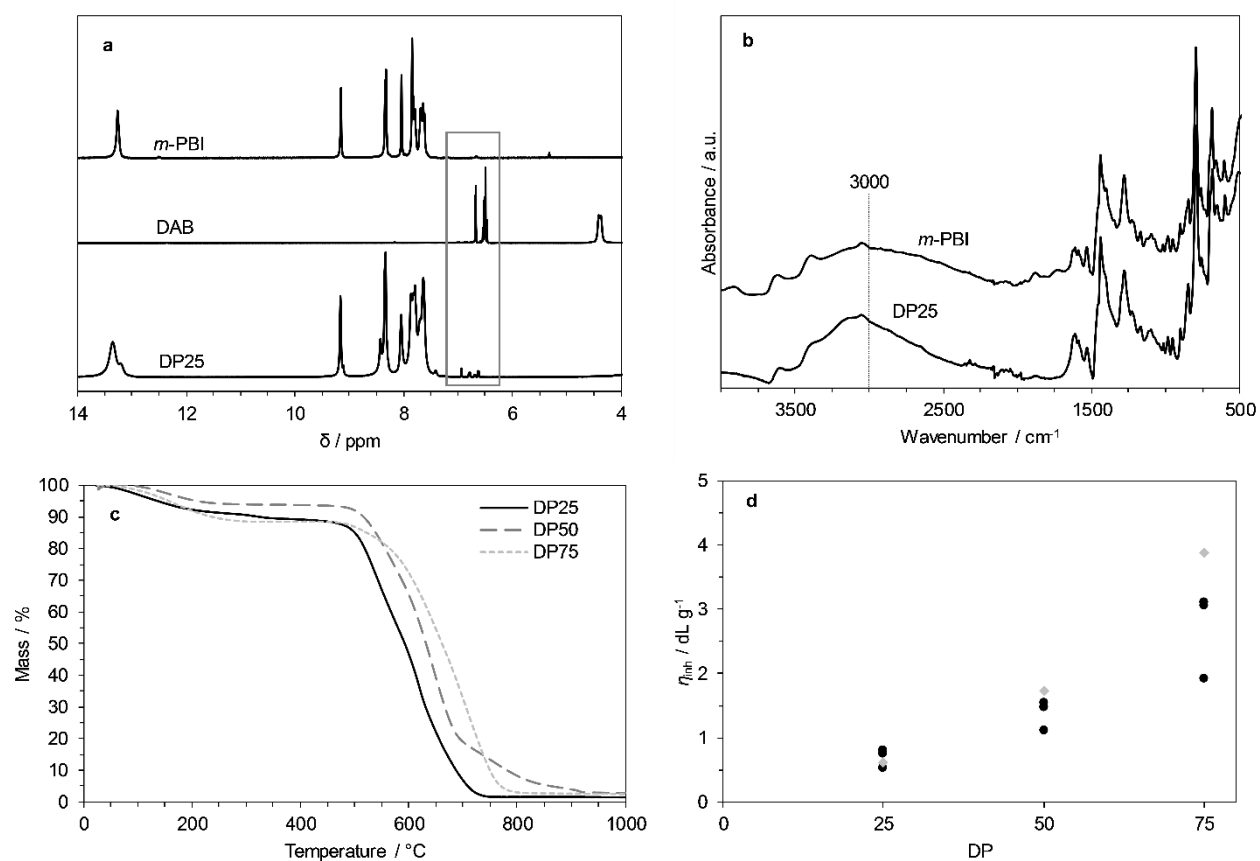 a
m-PBI
DAB
DP25
14 12 10 8 6 4
δ / ppm
b
3000
m-PBI
DP25
Absorbance / a.u.
3500 2500 1500 500
Wavenumber / cm⁻¹
100
90
80
70
60
50
40
30
20
10
0
c
DP25
DP50
DP75
Mass / %
0 200 400 600 800 1000
Temperature / °C
5
4
3
2
1
0
d
ηinh / dL g⁻¹
25 50 75
DP